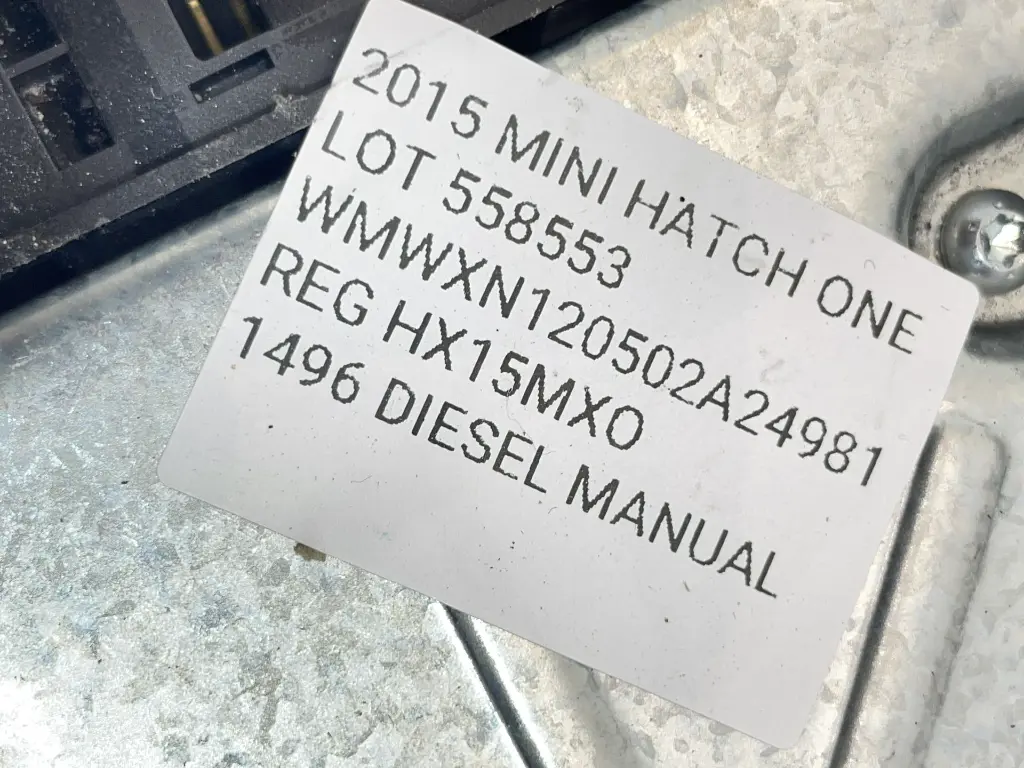 2015 MINI HATCH ONE
LOT 558553
WMWXN120502A24981
REG HX15MXO
1496 DIESEL MANUAL